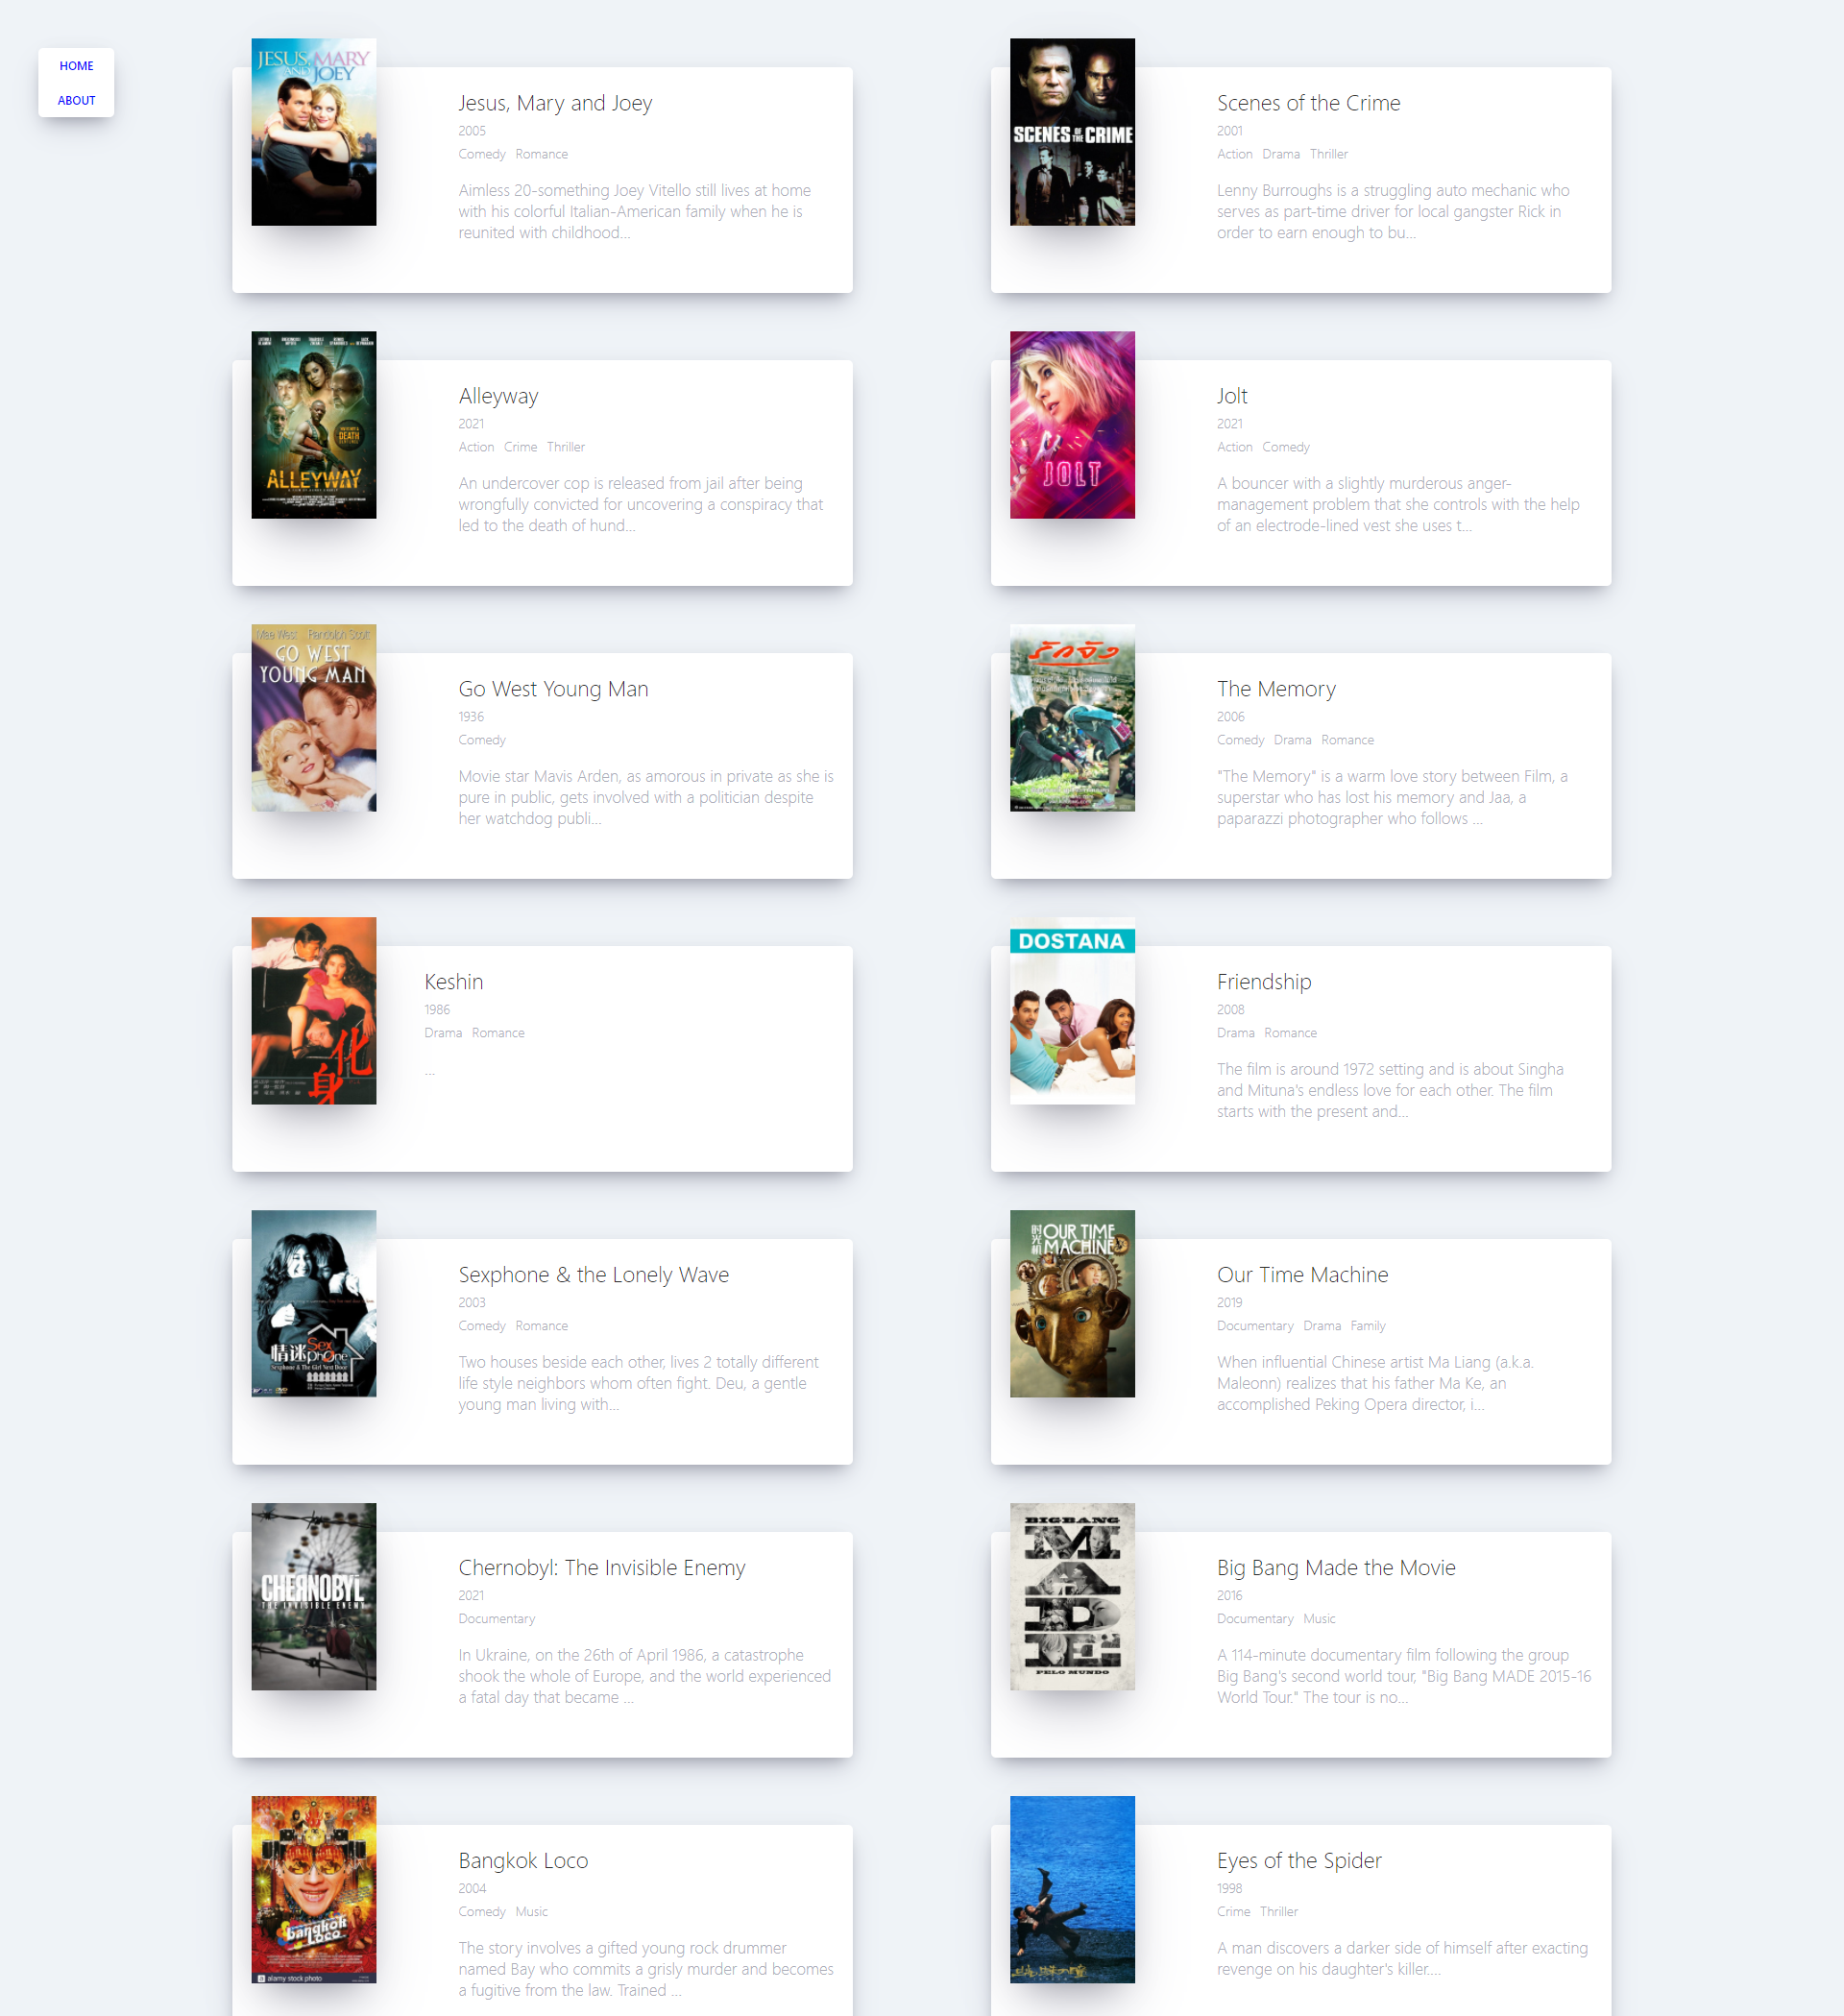 HOME
ABOUT
JESUS, MARY
AND JOEY
Jesus, Mary and Joey
2005
Comedy Romance
Aimless 20-something Joey Vitello still lives at home
with his colorful Italian-American family when he is
reunited with childhood...
SCENES OF THE CRIME
Scenes of the Crime
2001
Action Drama Thriller
Lenny Burroughs is a struggling auto mechanic who
serves as part-time driver for local gangster Rick in
order to earn enough to bu...
DEATH
ALLEYWAY
Alleyway
2021
Action Crime Thriller
An undercover cop is released from jail after being
wrongfully convicted for uncovering a conspiracy that
led to the death of hund...
JOLT
Jolt
2021
Action Comedy
A bouncer with a slightly murderous anger-
management problem that she controls with the help
of an electrode-lined vest she uses t...
Mae West Randolph Scott
GO WEST
YOUNG MAN
Go West Young Man
1936
Comedy
Movie star Mavis Arden, as amorous in private as she is
pure in public, gets involved with a politician despite
her watchdog publi...
รักจัง
The Memory
2006
Comedy Drama Romance
"The Memory" is a warm love story between Film, a
superstar who has lost his memory and Jaa, a
paparazzi photographer who follows ...
化
身
Keshin
1986
Drama Romance
...
DOSTANA
Friendship
2008
Drama Romance
The film is around 1972 setting and is about Singha
and Mituna's endless love for each other. The film
starts with the present and...
情迷 Sex phone
Sexphone & The Girl Next Door
Sexphone & the Lonely Wave
2003
Comedy Romance
Two houses beside each other, lives 2 totally different
life style neighbors whom often fight. Deu, a gentle
young man living with...
时光机 OUR TIME
MACHINE
Our Time Machine
2019
Documentary Drama Family
When influential Chinese artist Ma Liang (a.k.a.
Maleonn) realizes that his father Ma Ke, an
accomplished Peking Opera director, i...
CHERNOBYL
THE INVISIBLE ENEMY
Chernobyl: The Invisible Enemy
2021
Documentary
In Ukraine, on the 26th of April 1986, a catastrophe
shook the whole of Europe, and the world experienced
a fatal day that became ...
BIGBANG
MADE
PELO MUNDO
Big Bang Made the Movie
2016
Documentary Music
A 114-minute documentary film following the group
Big Bang's second world tour, "Big Bang MADE 2015-16
World Tour." The tour is no...
bangkok
LOCO
a alamy stock photo
Bangkok Loco
2004
Comedy Music
The story involves a gifted young rock drummer
named Bay who commits a grisly murder and becomes
a fugitive from the law. Trained ...
Eyes of the Spider
1998
Crime Thriller
A man discovers a darker side of himself after exacting
revenge on his daughter's killer....